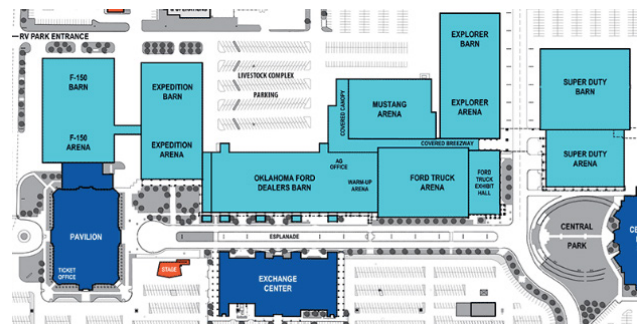 RV PARK ENTRANCE
F-150
BARN
F-150
ARENA
EXPEDITION
BARN
EXPEDITION
ARENA
LIVESTOCK COMPLEX
PARKING
COVERED CANOPY
MUSTANG
ARENA
EXPLORER
BARN
EXPLORER
ARENA
COVERED BREEZWAY
SUPER DUTY
BARN
SUPER DUTY
ARENA
OKLAHOMA FORD
DEALERS BARN
AG
OFFICE
WARM-UP
ARENA
FORD TRUCK
ARENA
FORD
TRUCK
EXHIBIT
HALL
PAVILION
TICKET
OFFICE
ESPLANADE
STAGE
EXCHANGE
CENTER
CENTRAL
PARK
CE